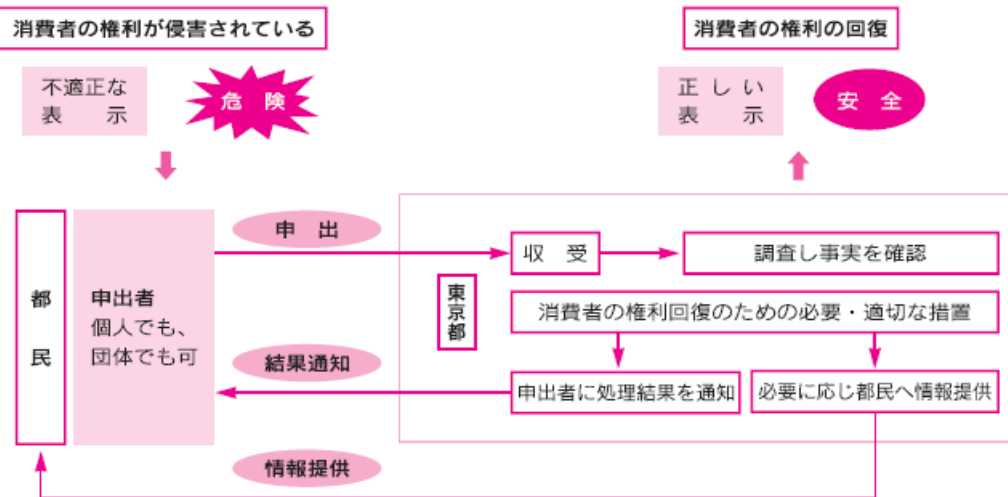 消費者の権利が侵害されている
消費者の権利の回復
不適正な
表 示
危 険
正 し い
表 示
安 全
都民
申出者
個人でも、
団体でも可
申 出
結果通知
情報提供
東京都
収 受
調査し事実を確認
消費者の権利回復のための必要・適切な措置
申出者に処理結果を通知
必要に応じ都民へ情報提供